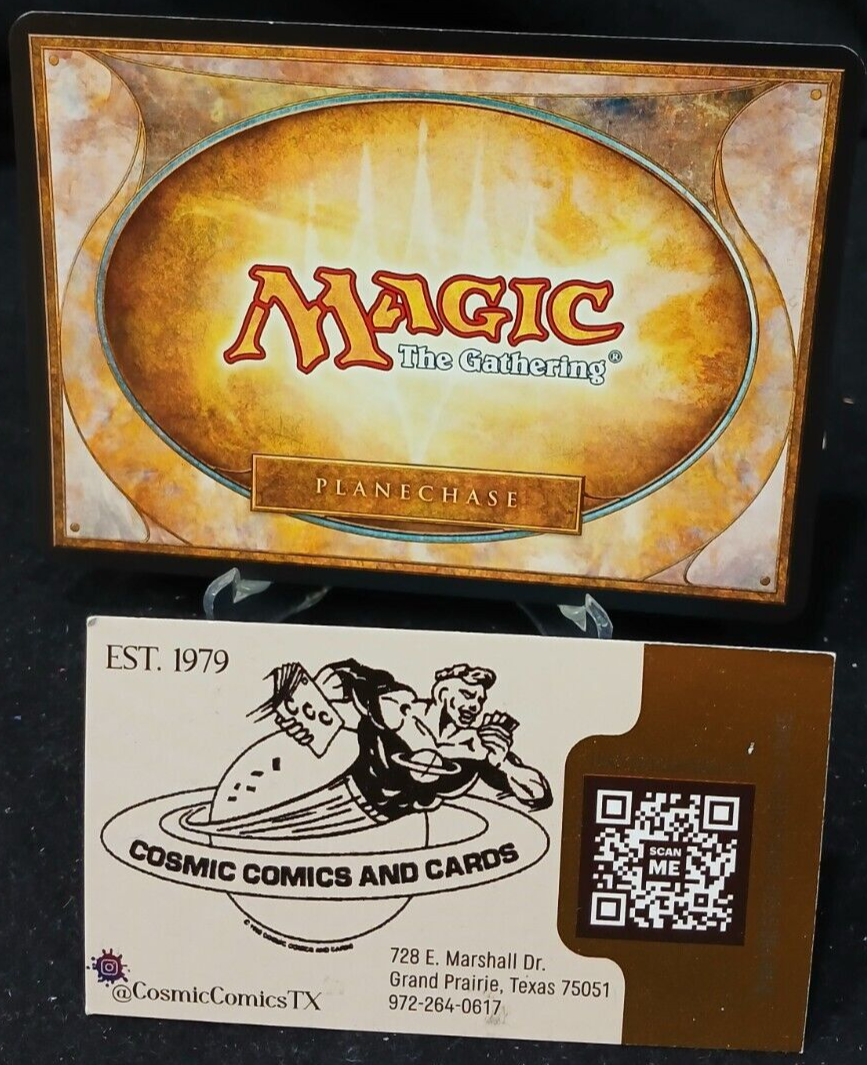 MAGIC
The Gathering®
PLANECHASE
EST. 1979
COSMIC COMICS AND CARDS
SCAN
ME
@CosmicComicsTX
728 E. Marshall Dr.
Grand Prairie, Texas 75051
972-264-0617